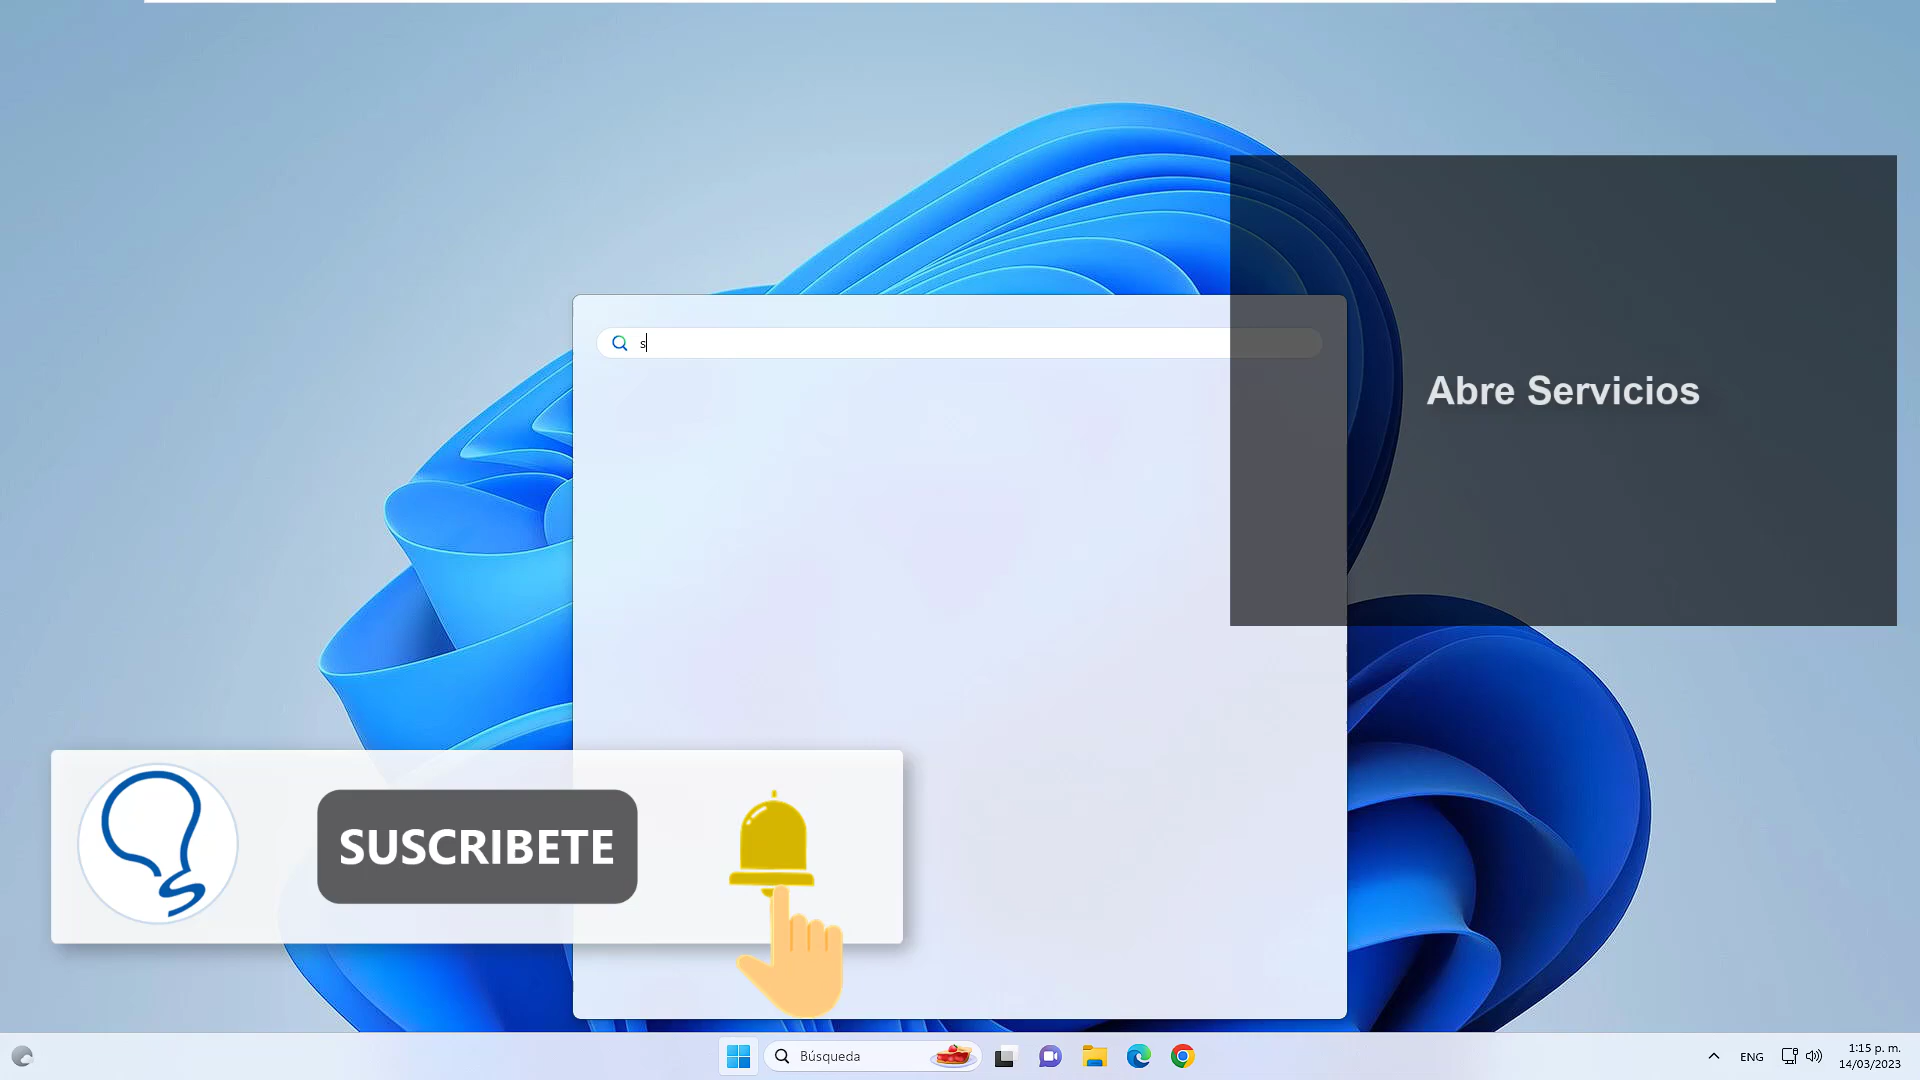 s
Abre Servicios
SUSCRIBETE
Búsqueda
ENG
1:15 p. m.
14/03/2023